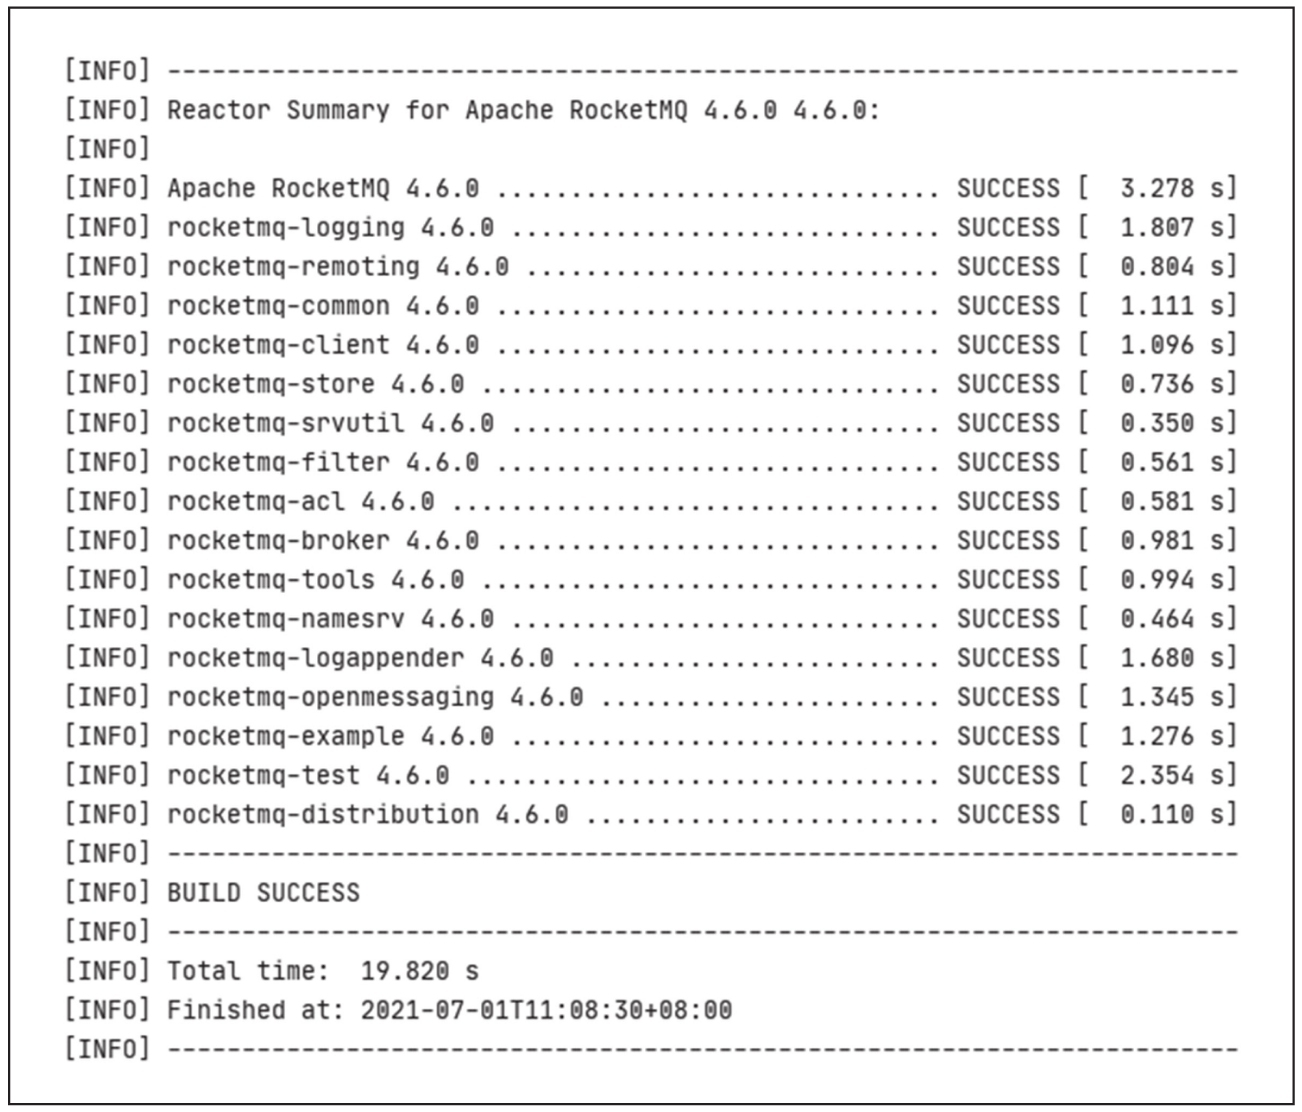 [INFO] ------------------------------------------------------------------------
[INFO] Reactor Summary for Apache RocketMQ 4.6.0 4.6.0:
[INFO]
[INFO] Apache RocketMQ 4.6.0 .............................. SUCCESS [  3.278 s]
[INFO] rocketmq-logging 4.6.0 ............................. SUCCESS [  1.807 s]
[INFO] rocketmq-remoting 4.6.0 ............................ SUCCESS [  0.804 s]
[INFO] rocketmq-common 4.6.0 .............................. SUCCESS [  1.111 s]
[INFO] rocketmq-client 4.6.0 .............................. SUCCESS [  1.096 s]
[INFO] rocketmq-store 4.6.0 ............................... SUCCESS [  0.736 s]
[INFO] rocketmq-srvutil 4.6.0 ............................. SUCCESS [  0.350 s]
[INFO] rocketmq-filter 4.6.0 .............................. SUCCESS [  0.561 s]
[INFO] rocketmq-acl 4.6.0 ................................. SUCCESS [  0.581 s]
[INFO] rocketmq-broker 4.6.0 .............................. SUCCESS [  0.981 s]
[INFO] rocketmq-tools 4.6.0 ............................... SUCCESS [  0.994 s]
[INFO] rocketmq-namesrv 4.6.0 ............................. SUCCESS [  0.464 s]
[INFO] rocketmq-logappender 4.6.0 ......................... SUCCESS [  1.680 s]
[INFO] rocketmq-openmessaging 4.6.0 ....................... SUCCESS [  1.345 s]
[INFO] rocketmq-example 4.6.0 ............................. SUCCESS [  1.276 s]
[INFO] rocketmq-test 4.6.0 ................................ SUCCESS [  2.354 s]
[INFO] rocketmq-distribution 4.6.0 ........................ SUCCESS [  0.110 s]
[INFO] ------------------------------------------------------------------------
[INFO] BUILD SUCCESS
[INFO] ------------------------------------------------------------------------
[INFO] Total time:  19.820 s
[INFO] Finished at: 2021-07-01T11:08:30+08:00
[INFO] ------------------------------------------------------------------------